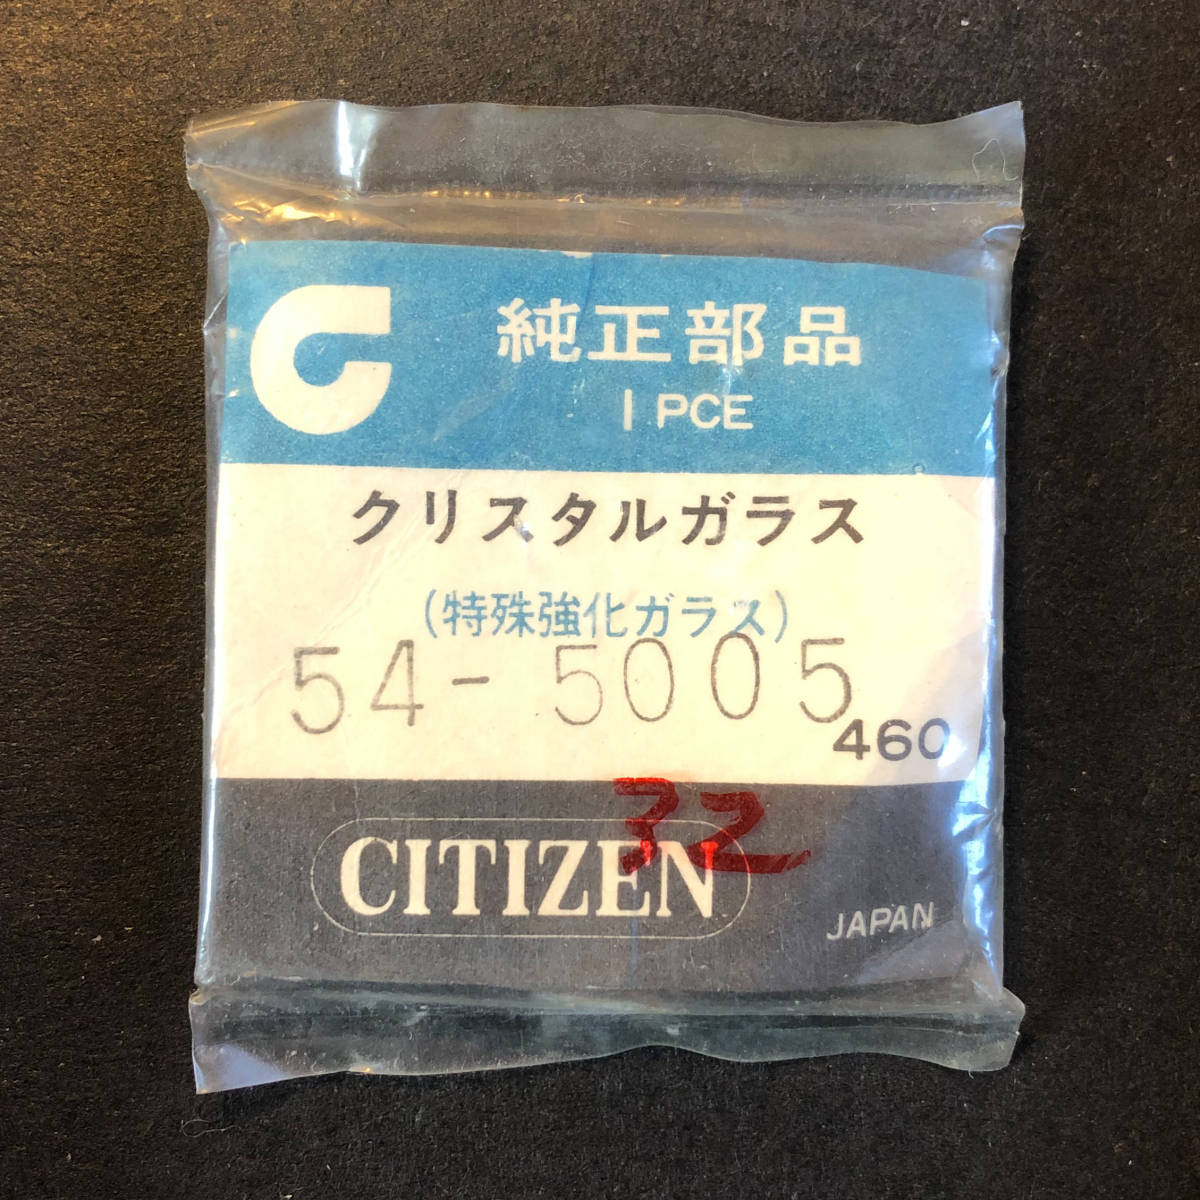 純正部品
1 PCE
クリスタルガラス
(特殊強化ガラス)
54-5005
460
32
CITIZEN
JAPAN